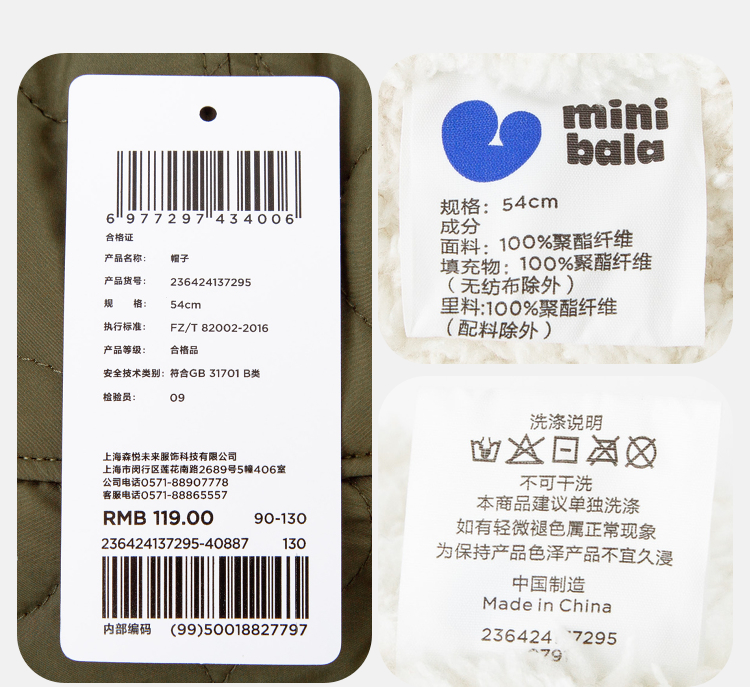 6 977297 434006
合格证
产品名称： 帽子
产品货号： 236424137295
规 格： 54cm
执行标准： FZ/T 82002-2016
产品等级： 合格品
安全技术类别： 符合GB 31701 B类
检验员： 09
上海森悦未来服饰科技有限公司
上海市闵行区莲花南路2689号5幢406室
公司电话0571-88907778
客服电话0571-88865557
RMB 119.00 90-130
236424137295-40887 130
内部编码 (99)50018827797
mini
bala
规格： 54cm
成分
面料： 100%聚酯纤维
填充物： 100%聚酯纤维
（无纺布除外）
里料:100%聚酯纤维
（配料除外）
洗涤说明
不可干洗
本商品建议单独洗涤
如有轻微褪色属正常现象
为保持产品色泽产品不宜久浸
中国制造
Made in China